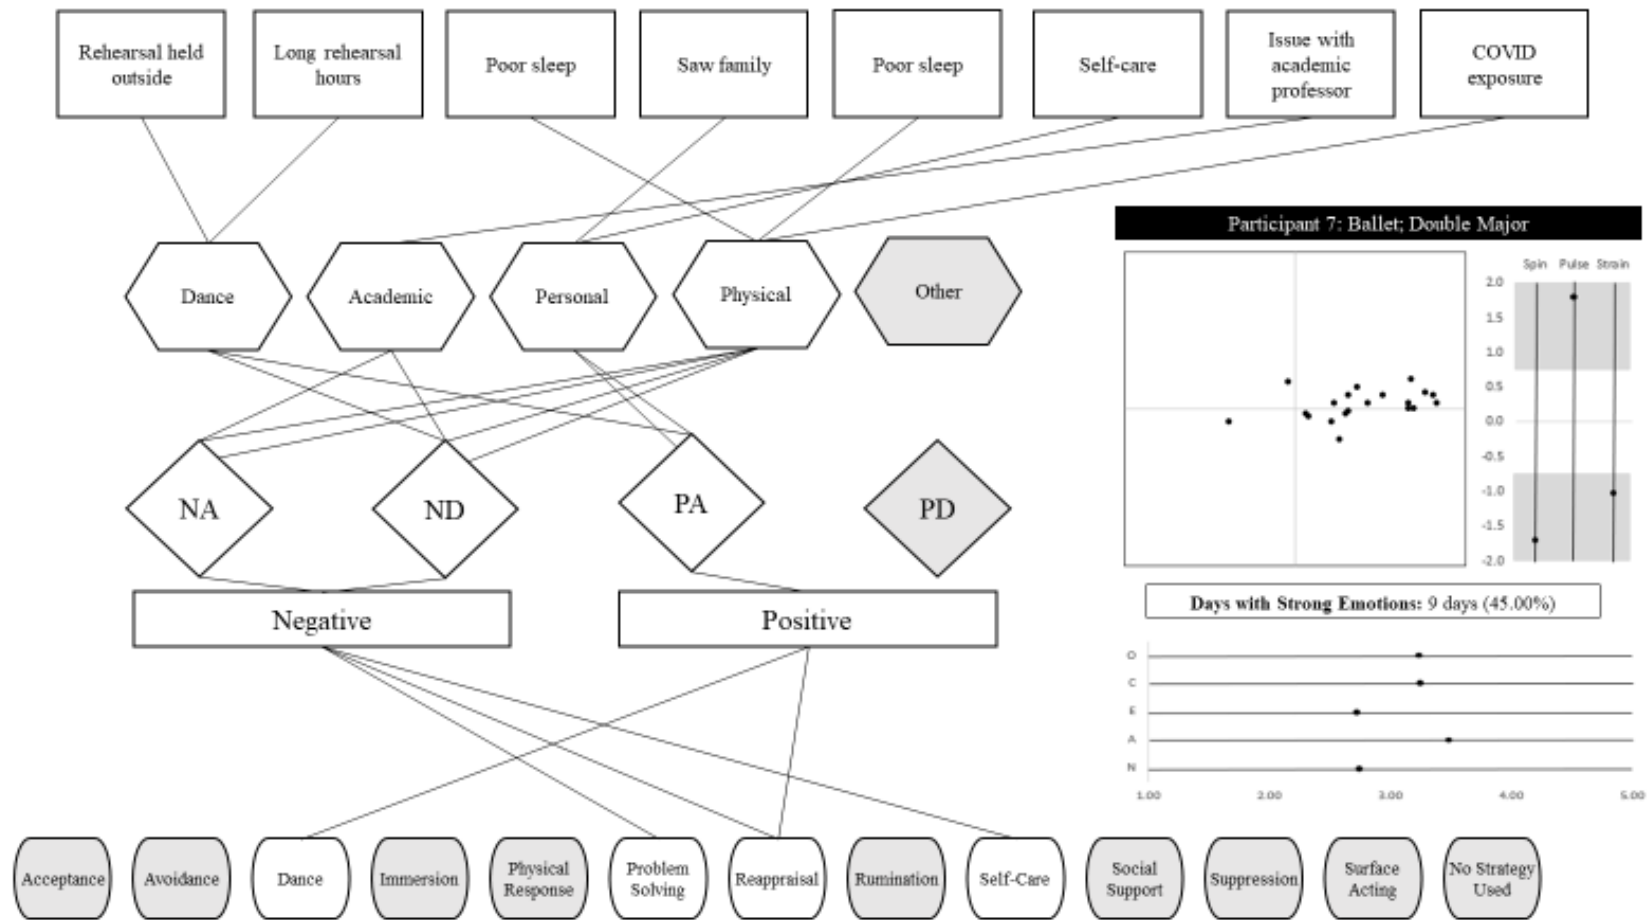 Rehearsal held
outside
Long rehearsal
hours
Poor sleep
Saw family
Poor sleep
Self-care
Issue with
academic
professor
COVID
exposure
Dance
Academic
Personal
Physical
Other
Participant 7: Ballet; Double Major
Spin Pulse Strain
2.0
1.5
1.0
0.5
0.0
-0.5
-1.0
-1.5
-2.0
NA
ND
PA
PD
Negative
Positive
Days with Strong Emotions: 9 days (45.00%)
O
C
E
A
N
1.00 2.00 3.00 4.00 5.00
Acceptance
Avoidance
Dance
Immersion
Physical
Response
Problem
Solving
Reappraisal
Rumination
Self-Care
Social
Support
Suppression
Surface
Acting
No Strategy
Used